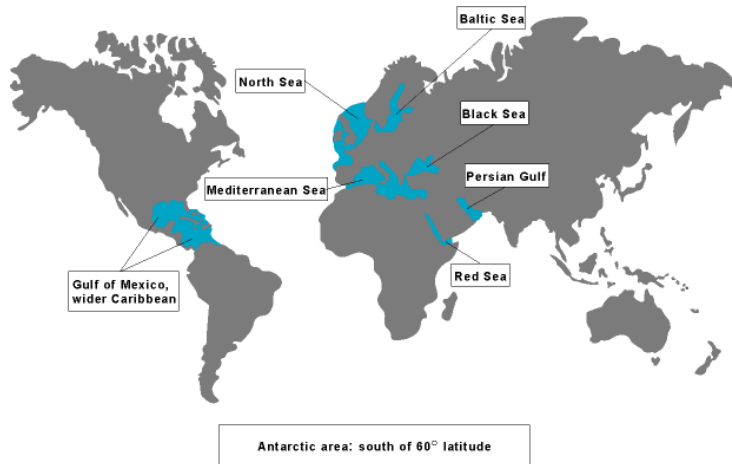 Baltic Sea
North Sea
Black Sea
Persian Gulf
Mediterranean Sea
Red Sea
Gulf of Mexico,
wider Caribbean
Antarctic area: south of 60° latitude